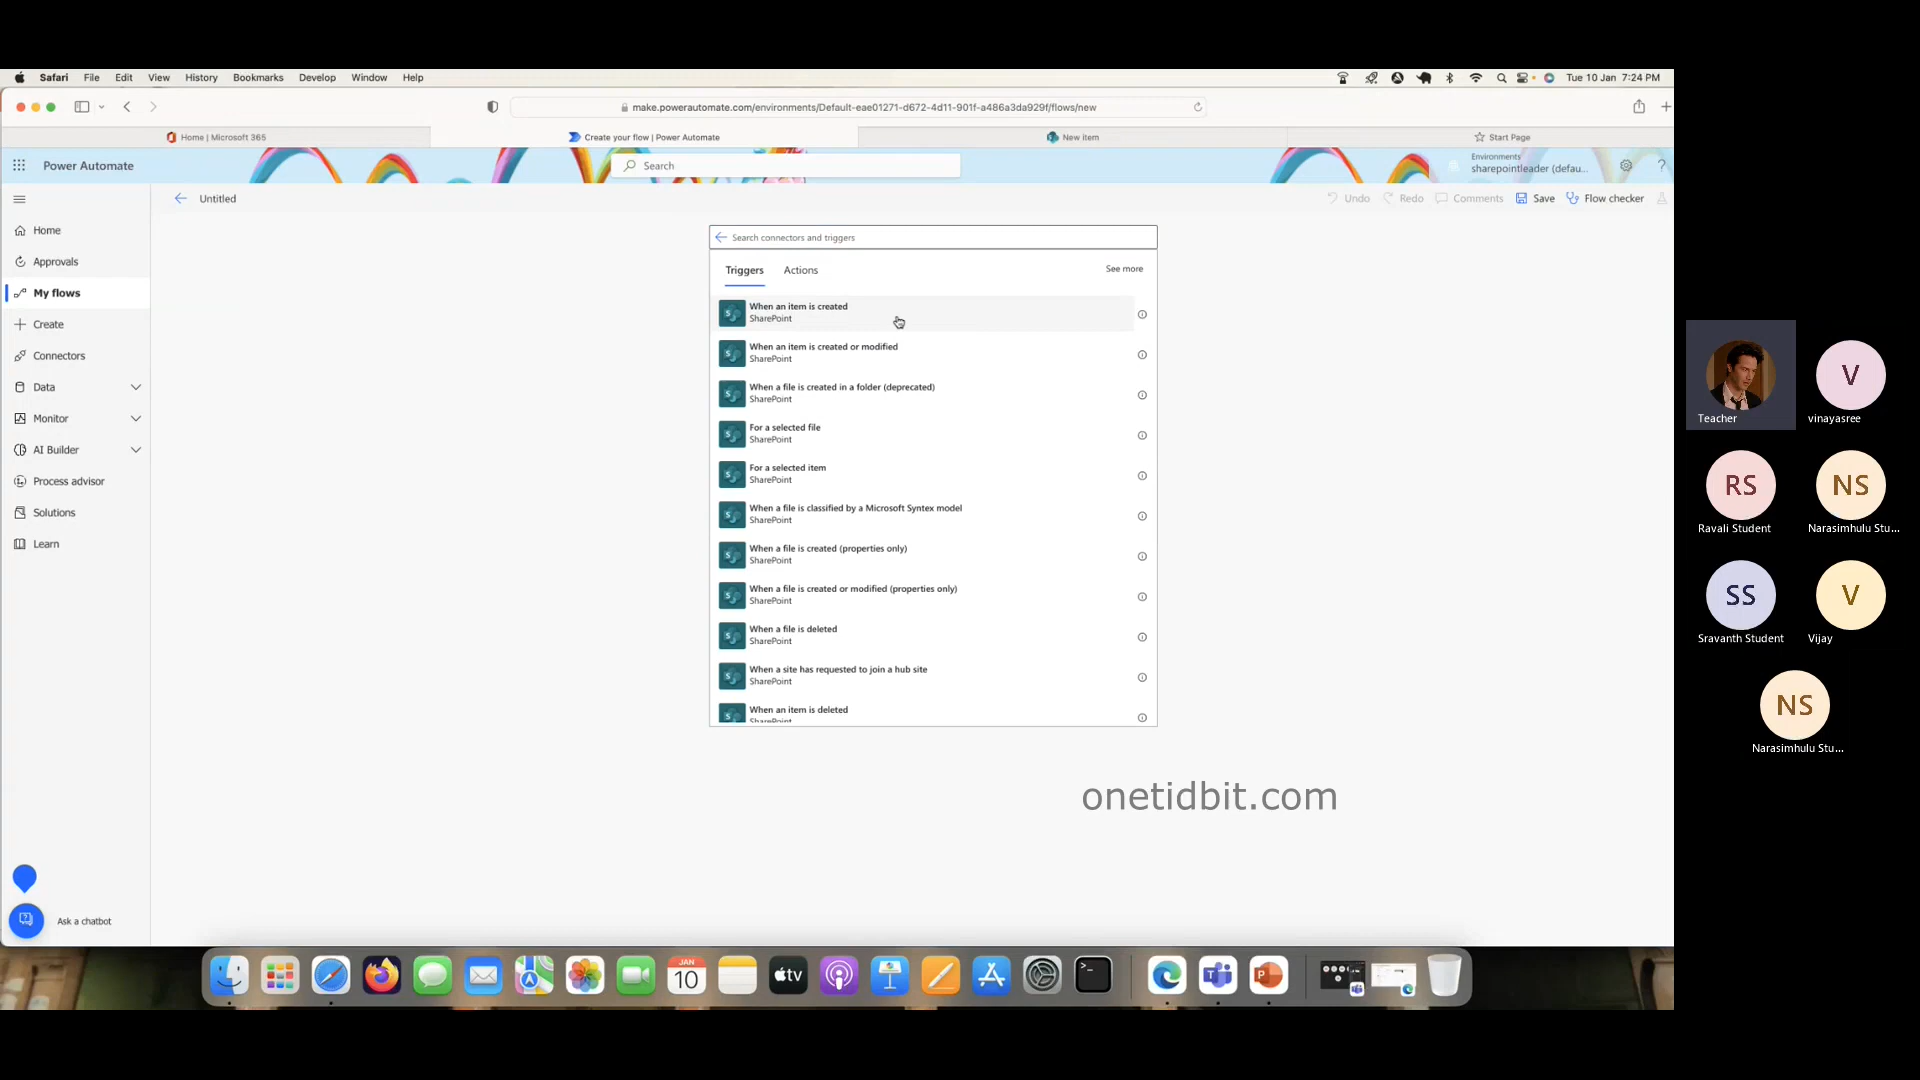 Safari File Edit View History Bookmarks Develop Window Help
Tue 10 Jan 7:24 PM
make.powerautomate.com/environments/Default-eae01271-d672-4d11-901f-a486a3da929f/flows/new
Home | Microsoft 365
Create your flow | Power Automate
New item
Start Page
Power Automate
Search
Environments
sharepointleader (defau...
Untitled
Undo Redo Comments Save Flow checker
Home
Approvals
My flows
Create
Connectors
Data
Monitor
AI Builder
Process advisor
Solutions
Learn
Ask a chatbot
Search connectors and triggers
Triggers Actions See more
When an item is created
SharePoint
When an item is created or modified
SharePoint
When a file is created in a folder (deprecated)
SharePoint
For a selected file
SharePoint
For a selected item
SharePoint
When a file is classified by a Microsoft Syntex model
SharePoint
When a file is created (properties only)
SharePoint
When a file is created or modified (properties only)
SharePoint
When a file is deleted
SharePoint
When a site has requested to join a hub site
SharePoint
When an item is deleted
SharePoint
onetidbit.com
JAN
10
tv
Teacher
V
vinayasree
RS
Ravali Student
NS
Narasimhulu Stu...
SS
Sravanth Student
V
Vijay
NS
Narasimhulu Stu...